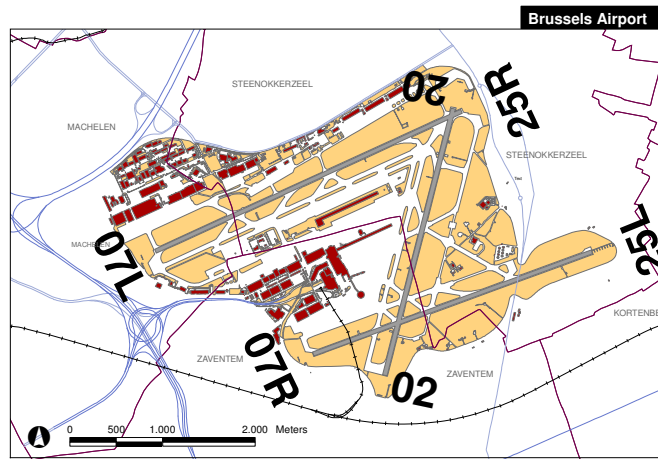 Brussels Airport
20
25R
STEENOKKERZEEL
MACHELEN
STEENOKKERZEEL
07L
MACHELEN
25L
KORTENBE
07R
ZAVENTEM
02
ZAVENTEM
0 500 1.000 2.000 Meters